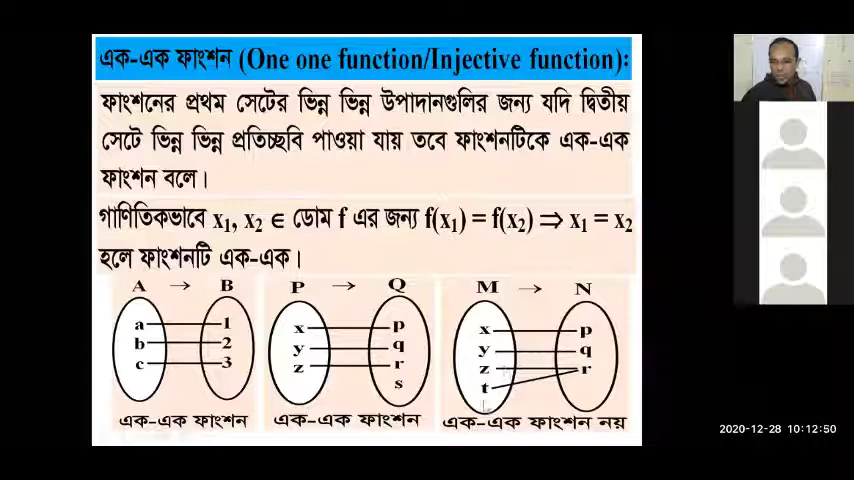 এক-এক ফাংশন (One one function/Injective function):
ফাংশনের প্রথম সেটের ভিন্ন ভিন্ন উপাদানগুলির জন্য যদি দ্বিতীয়
সেটে ভিন্ন ভিন্ন প্রতিচ্ছবি পাওয়া যায় তবে ফাংশনটিকে এক-এক
ফাংশন বলে।
গাণিতিকভাবে x₁, x₂ ∈ ডোম f এর জন্য f(x₁) = f(x₂) ⇒ x₁ = x₂
হলে ফাংশনটি এক-এক।
A → B
a 1
b 2
c 3
এক-এক ফাংশন
P → Q
x p
y q
z r
s
এক-এক ফাংশন
M → N
x p
y q
z r
t
এক-এক ফাংশন নয়
2020-12-28 10:12:50